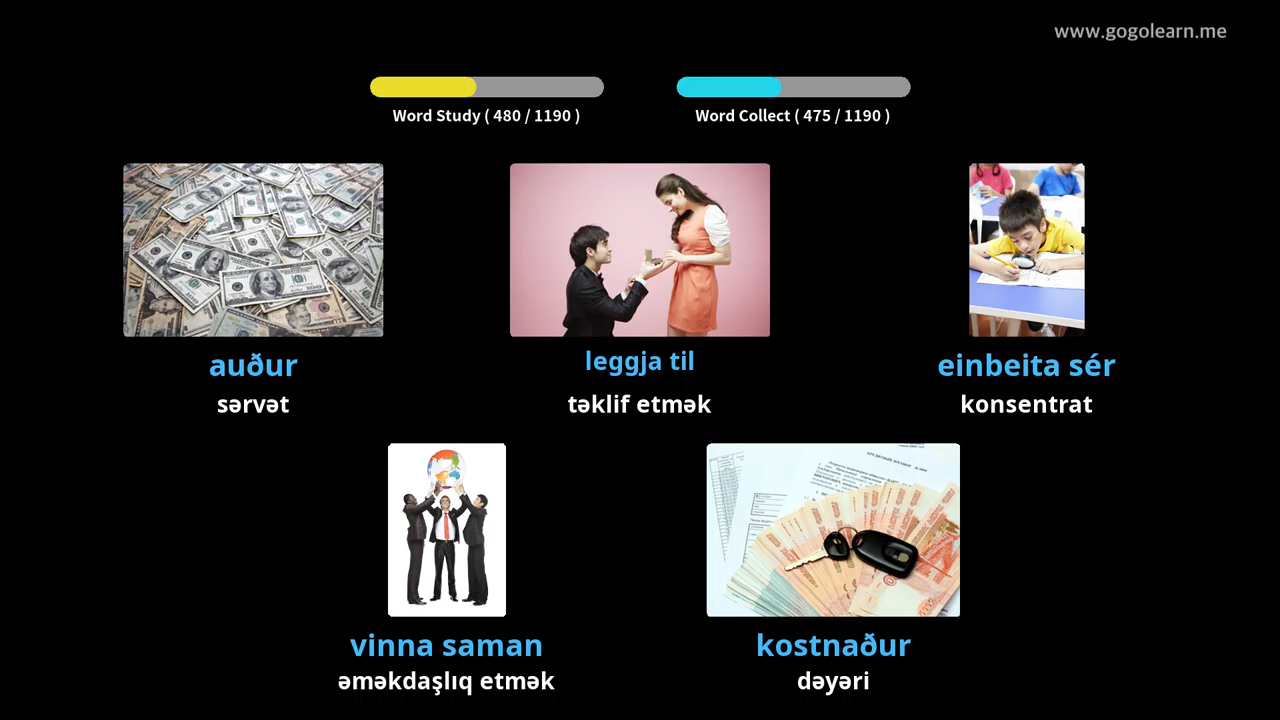 www.gogolearn.me
Word Study ( 480 / 1190 )
Word Collect ( 475 / 1190 )
auður
leggja til
einbeita sér
sərvət
təklif etmək
konsentrat
vinna saman
kostnaður
əməkdaşlıq etmək
dəyəri